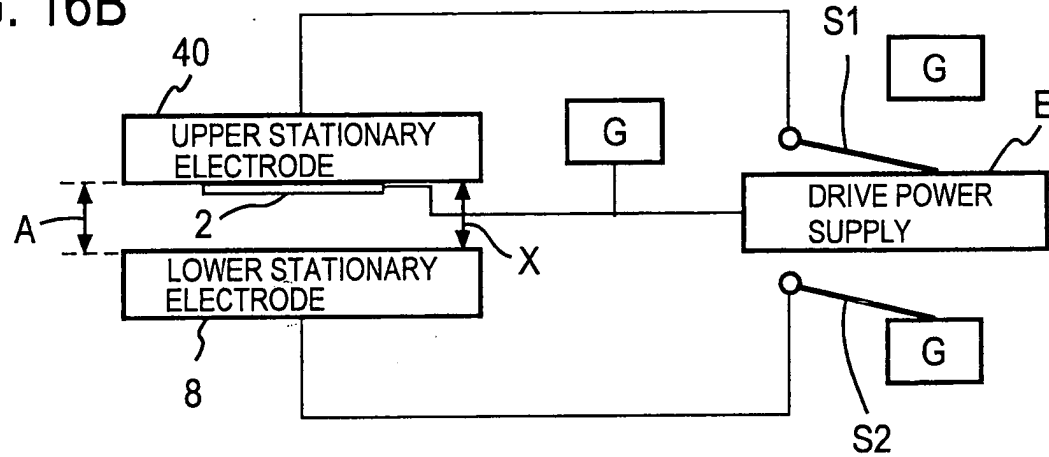 . 16B
40
S1
G
E
UPPER STATIONARY
ELECTRODE
G
DRIVE POWER
SUPPLY
A
2
X
LOWER STATIONARY
ELECTRODE
8
G
S2